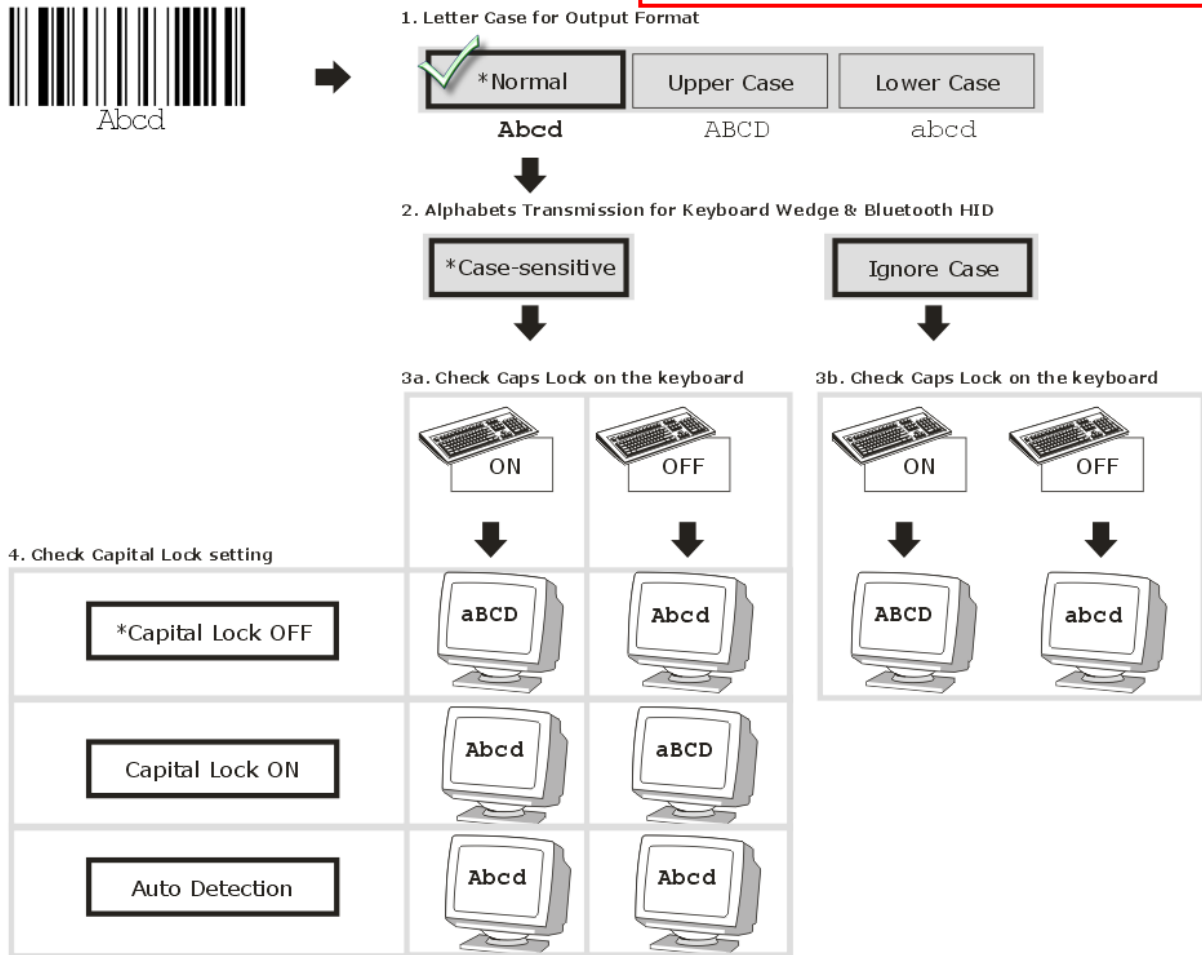 1. Letter Case for Output Format
*Normal Upper Case Lower Case
Abcd
Abcd ABCD abcd
2. Alphabets Transmission for Keyboard Wedge & Bluetooth HID
*Case-sensitive Ignore Case
3a. Check Caps Lock on the keyboard 3b. Check Caps Lock on the keyboard
ON OFF ON OFF
4. Check Capital Lock setting
*Capital Lock OFF aBCD Abcd ABCD abcd
Capital Lock ON Abcd aBCD
Auto Detection Abcd Abcd